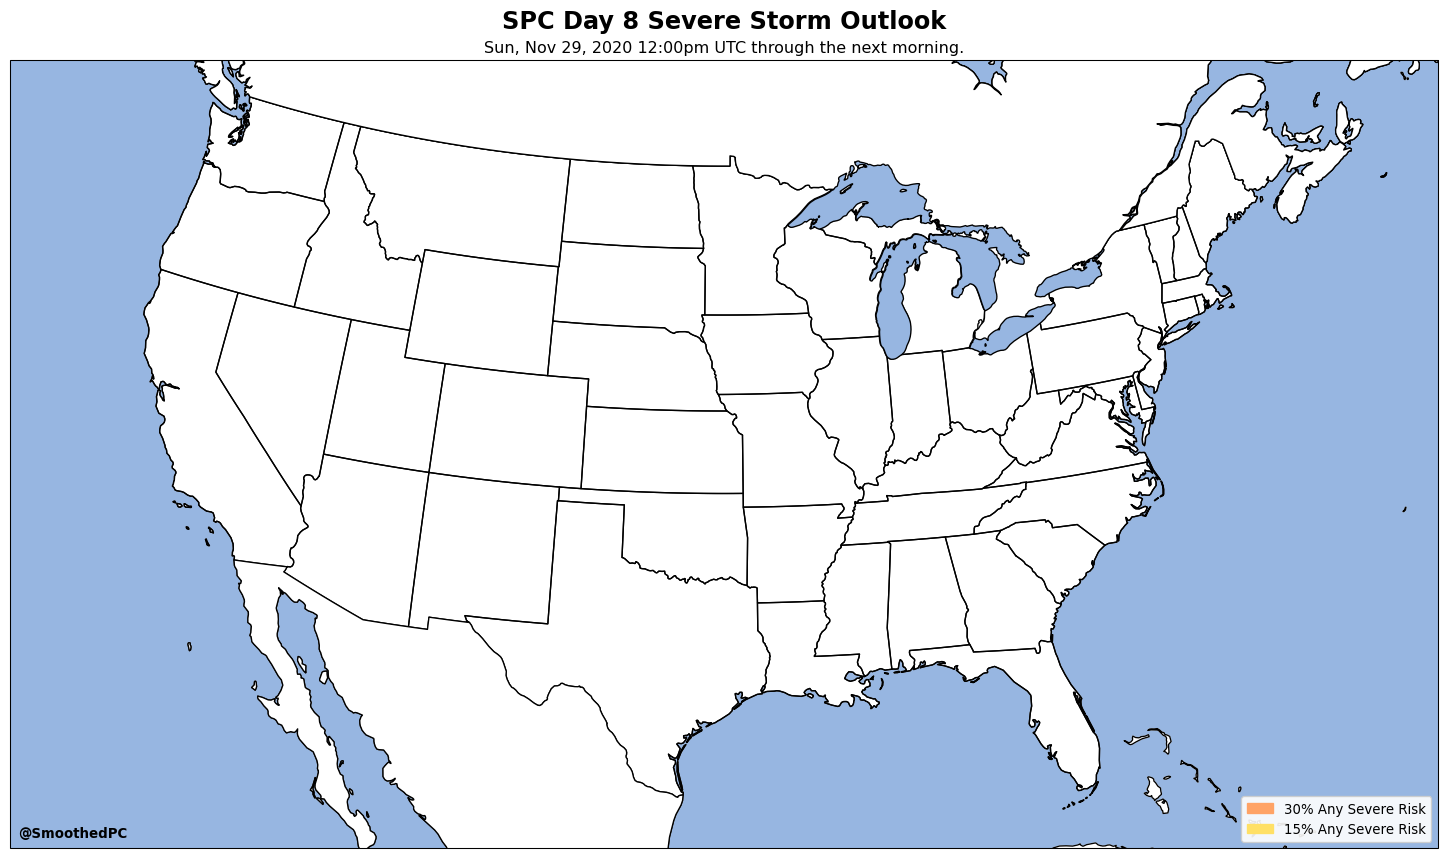 SPC Day 8 Severe Storm Outlook
Sun, Nov 29, 2020 12:00pm UTC through the next morning.
30% Any Severe Risk
15% Any Severe Risk
@SmoothedPC